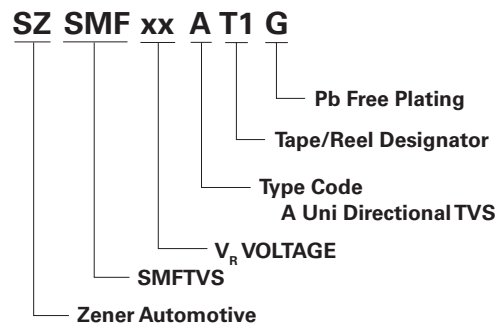 SZ SMF xx A T1 G
Pb Free Plating
Tape/Reel Designator
Type Code
A Uni Directional TVS
VR VOLTAGE
SMFTVS
Zener Automotive